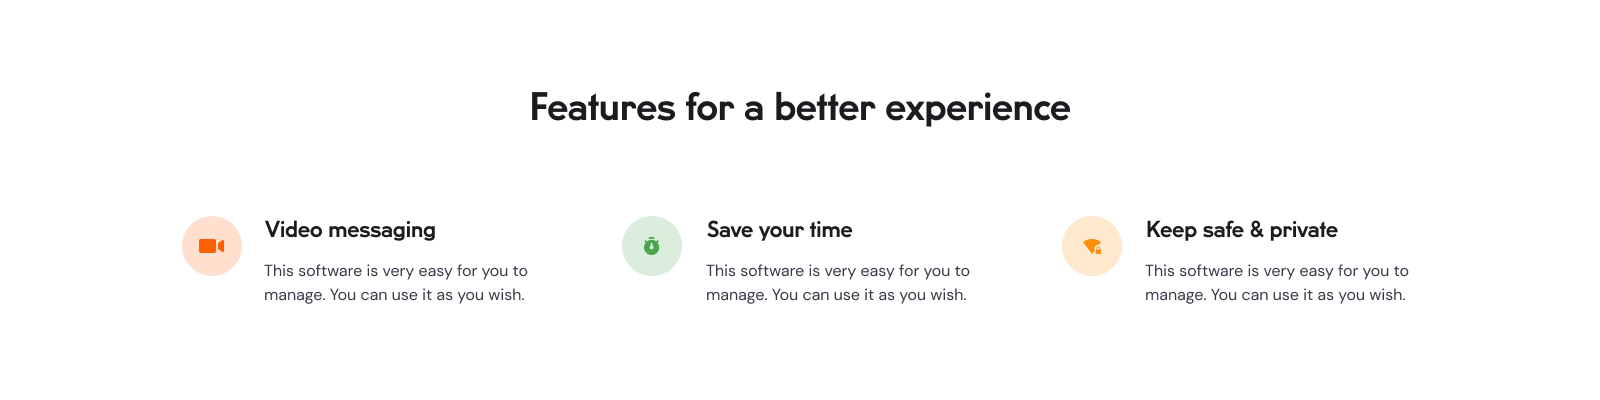 Features for a better experience
Video messaging
This software is very easy for you to
manage. You can use it as you wish.
Save your time
This software is very easy for you to
manage. You can use it as you wish.
Keep safe & private
This software is very easy for you to
manage. You can use it as you wish.